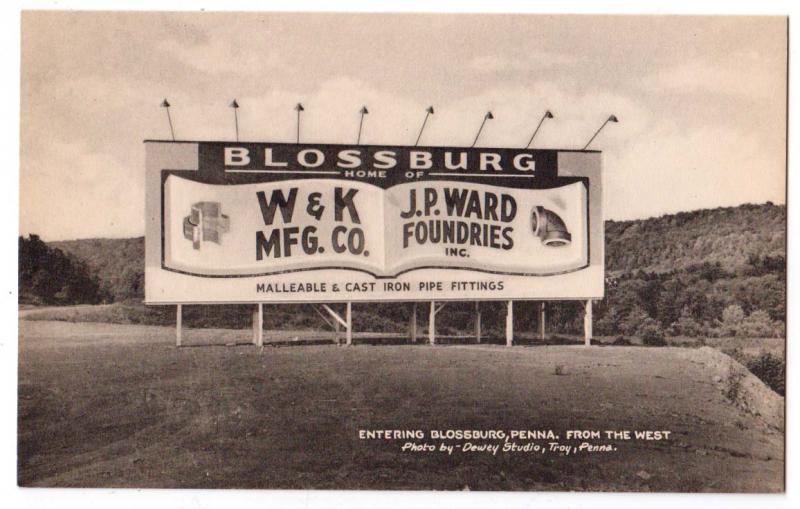 BLOSSBURG
HOME OF
W & K
MFG. CO.
J.P. WARD
FOUNDRIES
INC.
MALLEABLE & CAST IRON PIPE FITTINGS
ENTERING BLOSSBURG, PENNA. FROM THE WEST
Photo by - Dewey Studio, Troy, Penna.